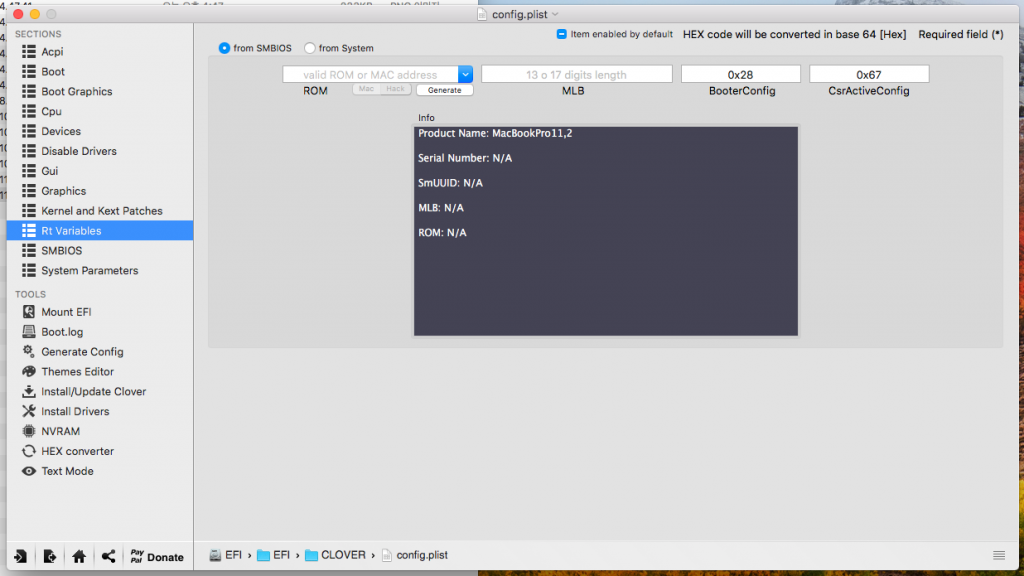 config.plist
SECTIONS
Acpi
Boot
Boot Graphics
Cpu
Devices
Disable Drivers
Gui
Graphics
Kernel and Kext Patches
Rt Variables
SMBIOS
System Parameters
TOOLS
Mount EFI
Boot.log
Generate Config
Themes Editor
Install/Update Clover
Install Drivers
NVRAM
HEX converter
Text Mode
Pay Pal Donate
Item enabled by default HEX code will be converted in base 64 [Hex] Required field (*)
from SMBIOS from System
valid ROM or MAC address 13 o 17 digits length 0x28 0x67
ROM Mac Hack Generate MLB BooterConfig CsrActiveConfig
Info
Product Name: MacBookPro11,2
Serial Number: N/A
SmUUID: N/A
MLB: N/A
ROM: N/A
EFI › EFI › CLOVER › config.plist